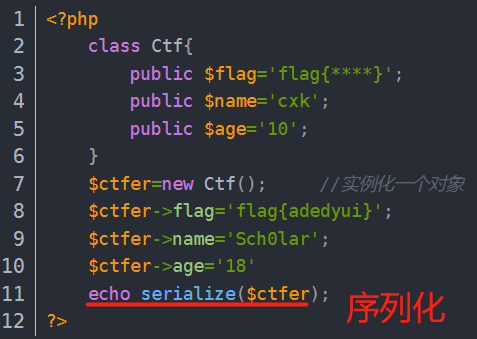 1 <?php
2 class Ctf{
3 public $flag='flag{****}';
4 public $name='cxk';
5 public $age='10';
6 }
7 $ctfer=new Ctf(); //实例化一个对象
8 $ctfer->flag='flag{adedyui}';
9 $ctfer->name='Sch0lar';
10 $ctfer->age='18'
11 echo serialize($ctfer); 序列化
12 ?>